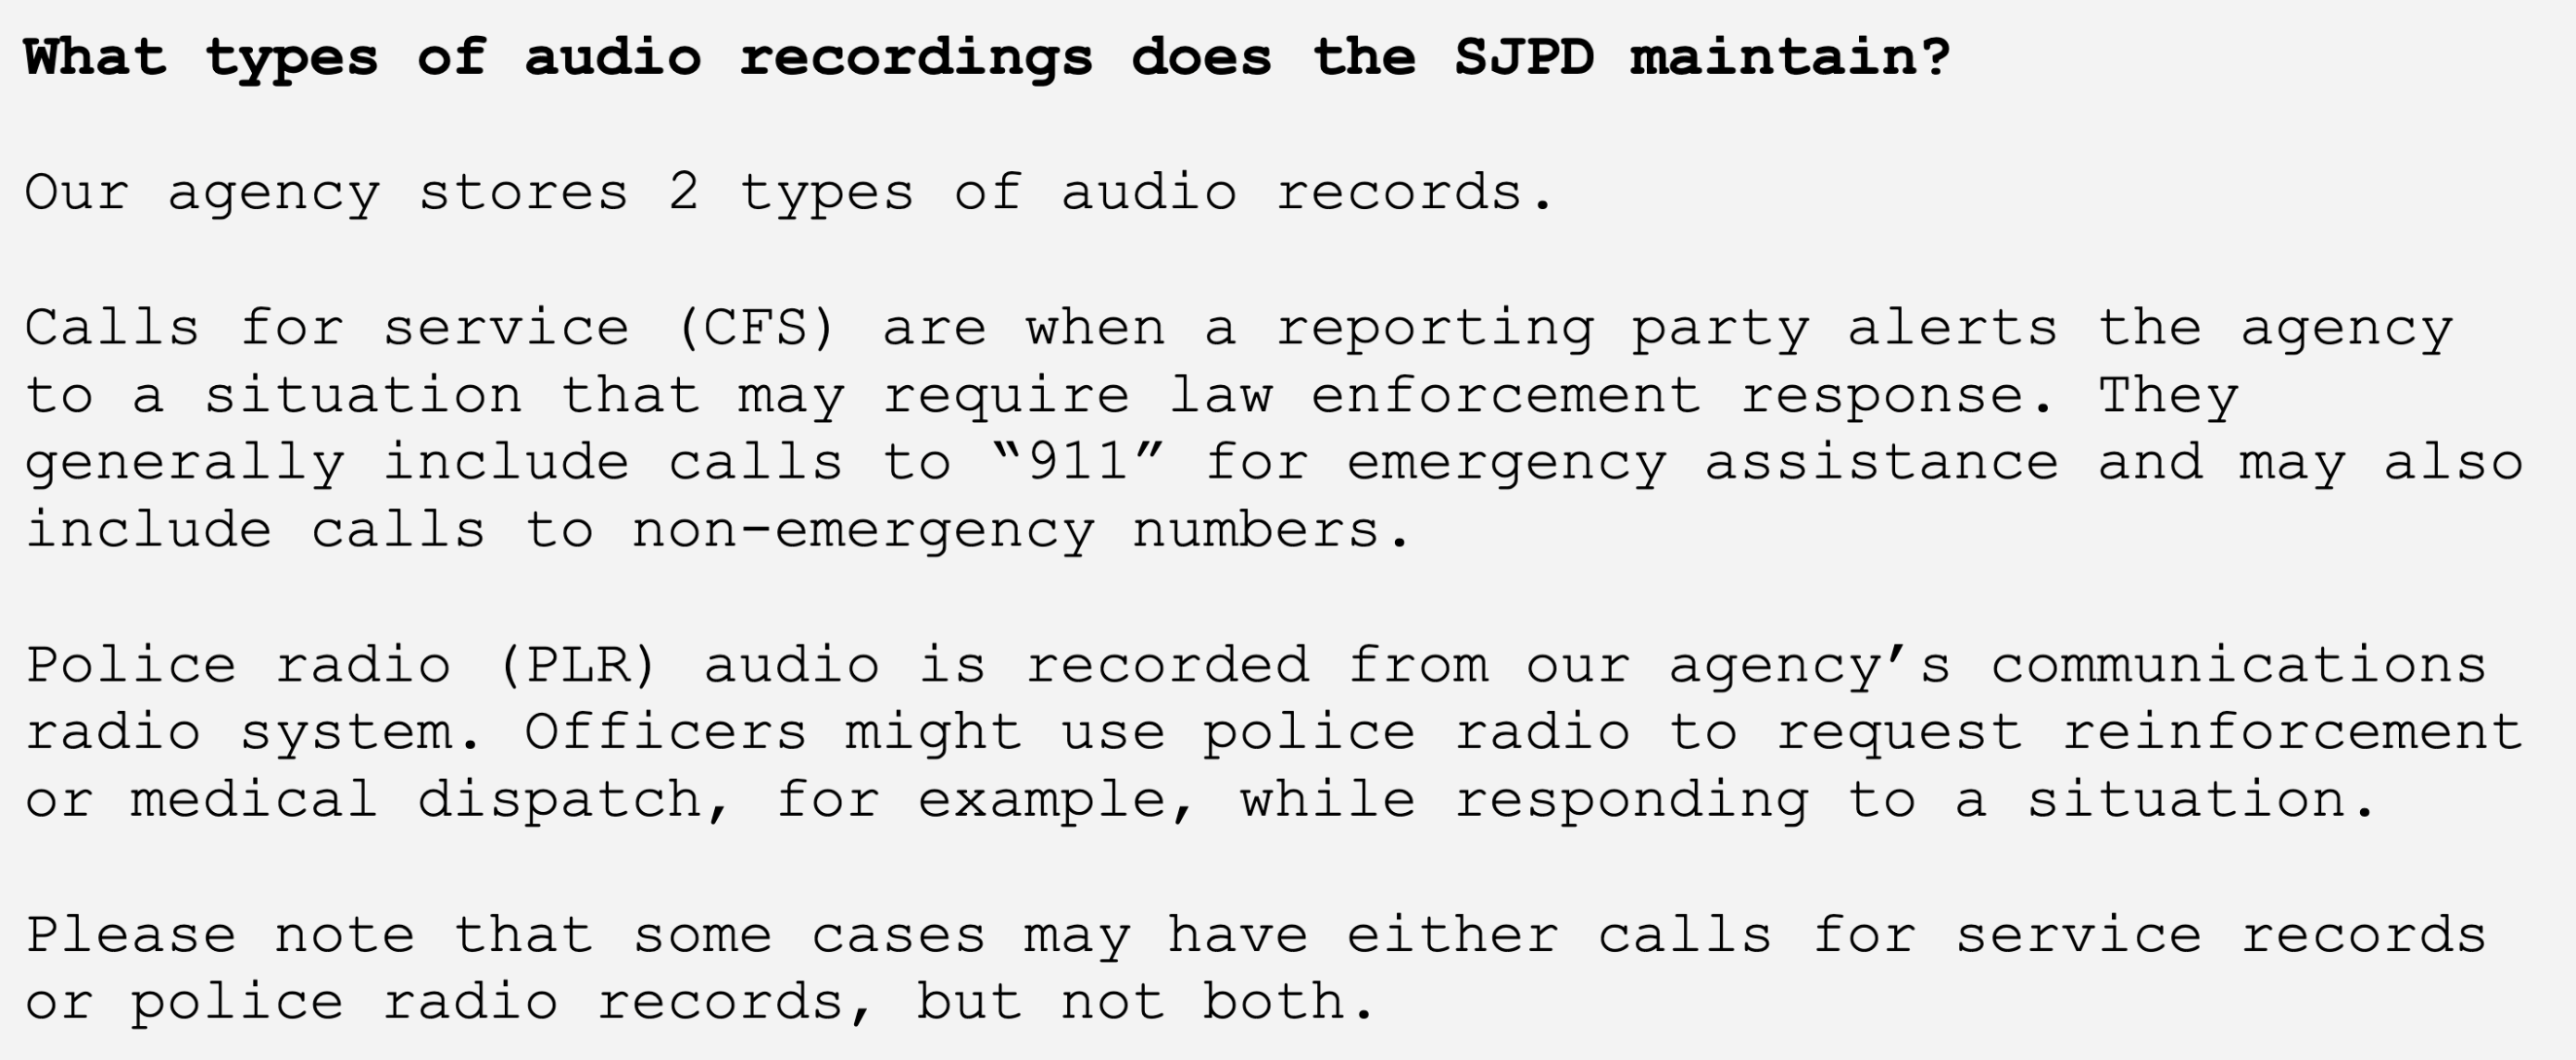 What types of audio recordings does the SJPD maintain?
Our agency stores 2 types of audio records.
Calls for service (CFS) are when a reporting party alerts the agency
to a situation that may require law enforcement response. They
generally include calls to “911” for emergency assistance and may also
include calls to non-emergency numbers.
Police radio (PLR) audio is recorded from our agency’s communications
radio system. Officers might use police radio to request reinforcement
or medical dispatch, for example, while responding to a situation.
Please note that some cases may have either calls for service records
or police radio records, but not both.